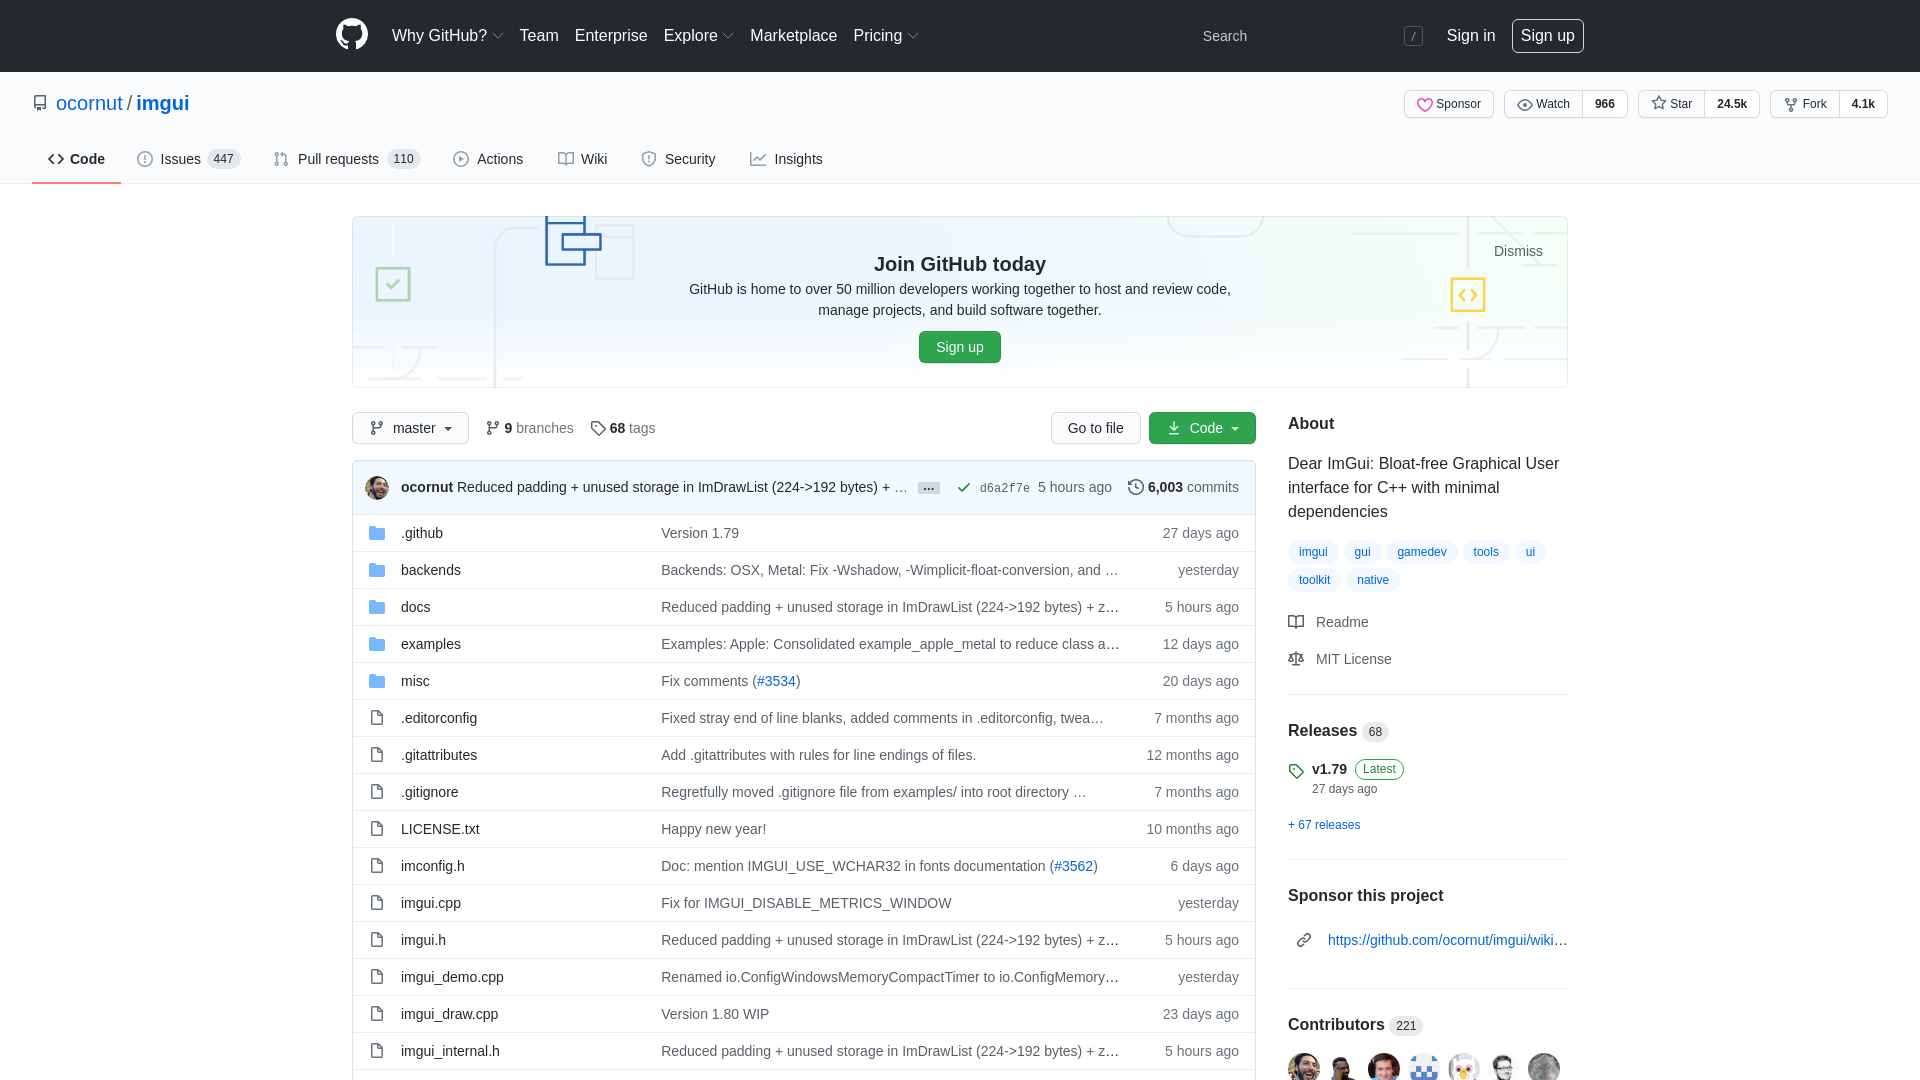 Why GitHub? Team Enterprise Explore Marketplace Pricing Search / Sign in Sign up
ocornut / imgui Sponsor Watch 966 Star 24.5k Fork 4.1k
Code Issues 447 Pull requests 110 Actions Wiki Security Insights
Dismiss
Join GitHub today
GitHub is home to over 50 million developers working together to host and review code,
manage projects, and build software together.
Sign up
master 9 branches 68 tags Go to file Code
ocornut Reduced padding + unused storage in ImDrawList (224->192 bytes) + … … d6a2f7e 5 hours ago 6,003 commits
.github Version 1.79 27 days ago
backends Backends: OSX, Metal: Fix -Wshadow, -Wimplicit-float-conversion, and … yesterday
docs Reduced padding + unused storage in ImDrawList (224->192 bytes) + z… 5 hours ago
examples Examples: Apple: Consolidated example_apple_metal to reduce class a… 12 days ago
misc Fix comments (#3534) 20 days ago
.editorconfig Fixed stray end of line blanks, added comments in .editorconfig, twea… 7 months ago
.gitattributes Add .gitattributes with rules for line endings of files. 12 months ago
.gitignore Regretfully moved .gitignore file from examples/ into root directory … 7 months ago
LICENSE.txt Happy new year! 10 months ago
imconfig.h Doc: mention IMGUI_USE_WCHAR32 in fonts documentation (#3562) 6 days ago
imgui.cpp Fix for IMGUI_DISABLE_METRICS_WINDOW yesterday
imgui.h Reduced padding + unused storage in ImDrawList (224->192 bytes) + z… 5 hours ago
imgui_demo.cpp Renamed io.ConfigWindowsMemoryCompactTimer to io.ConfigMemory… yesterday
imgui_draw.cpp Version 1.80 WIP 23 days ago
imgui_internal.h Reduced padding + unused storage in ImDrawList (224->192 bytes) + z… 5 hours ago
About
Dear ImGui: Bloat-free Graphical User
interface for C++ with minimal
dependencies
imgui gui gamedev tools ui
toolkit native
Readme
MIT License
Releases 68
v1.79 Latest
27 days ago
+ 67 releases
Sponsor this project
https://github.com/ocornut/imgui/wiki…
Contributors 221